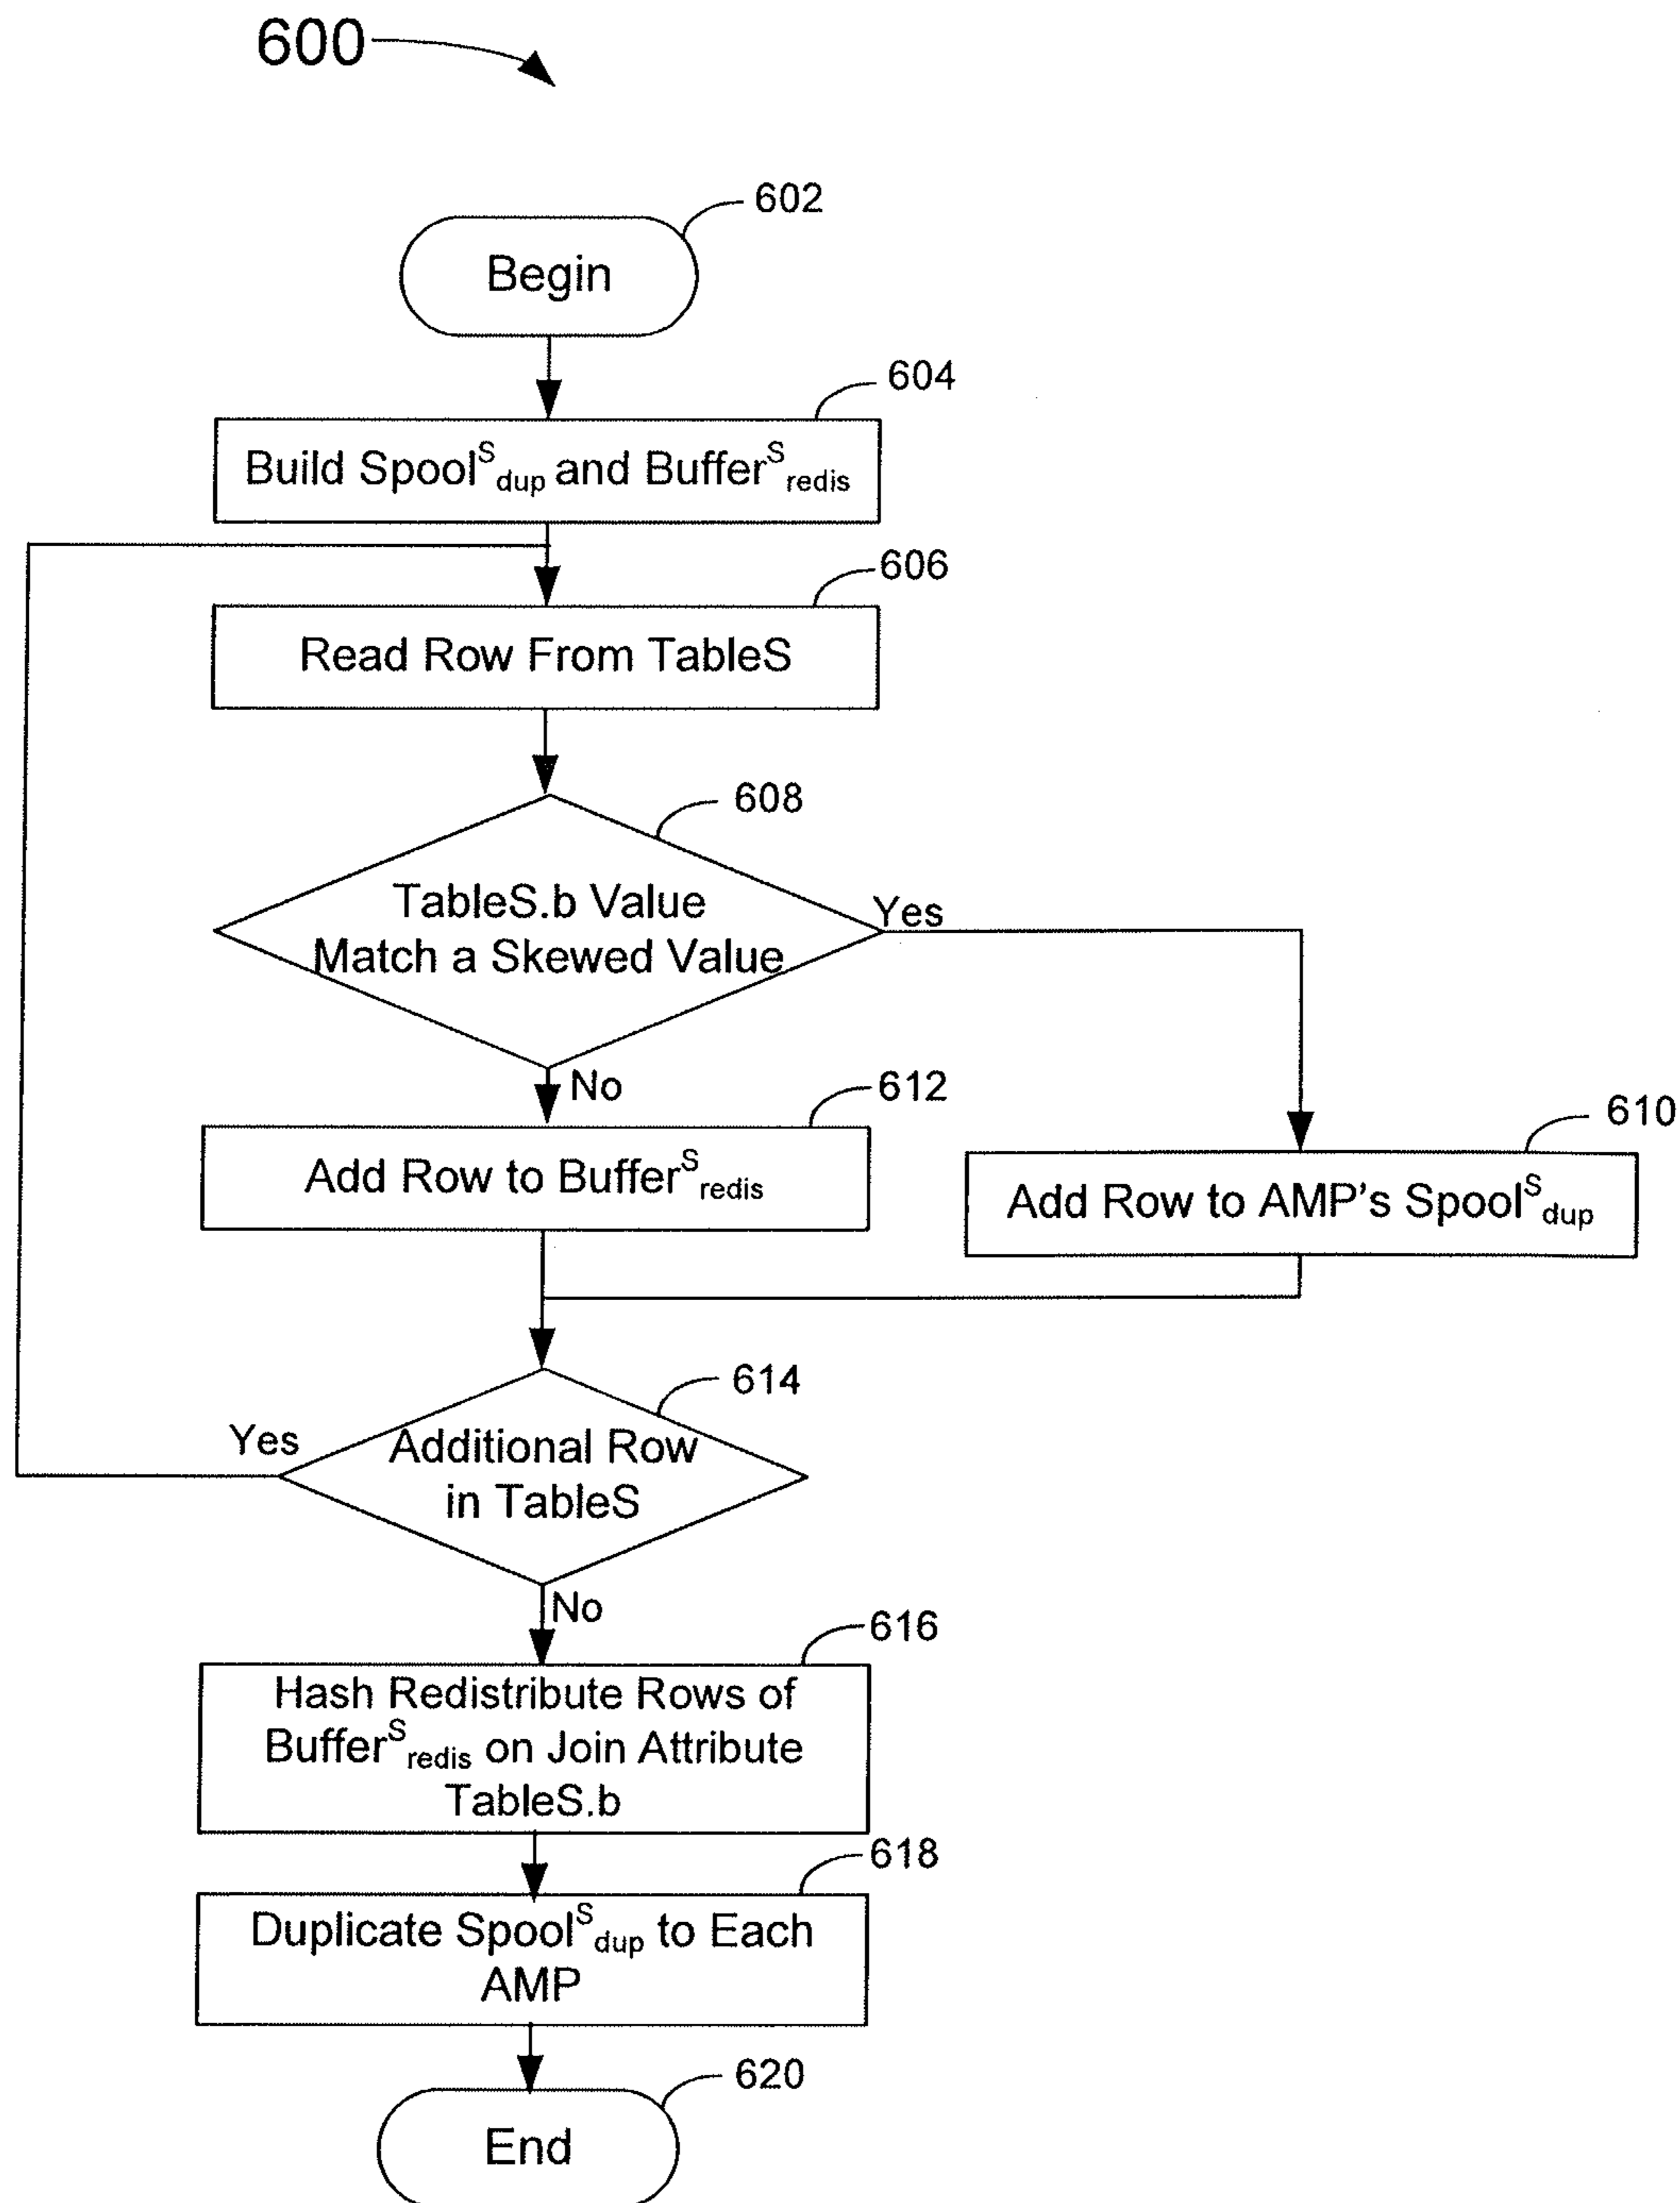 600
602
Begin
604
Build Spool^S_dup and Buffer^S_redis
606
Read Row From TableS
608
TableS.b Value
Match a Skewed Value
Yes
No
612
Add Row to Buffer^S_redis
610
Add Row to AMP's Spool^S_dup
614
Additional Row
in TableS
Yes
No
616
Hash Redistribute Rows of
Buffer^S_redis on Join Attribute
TableS.b
618
Duplicate Spool^S_dup to Each
AMP
620
End